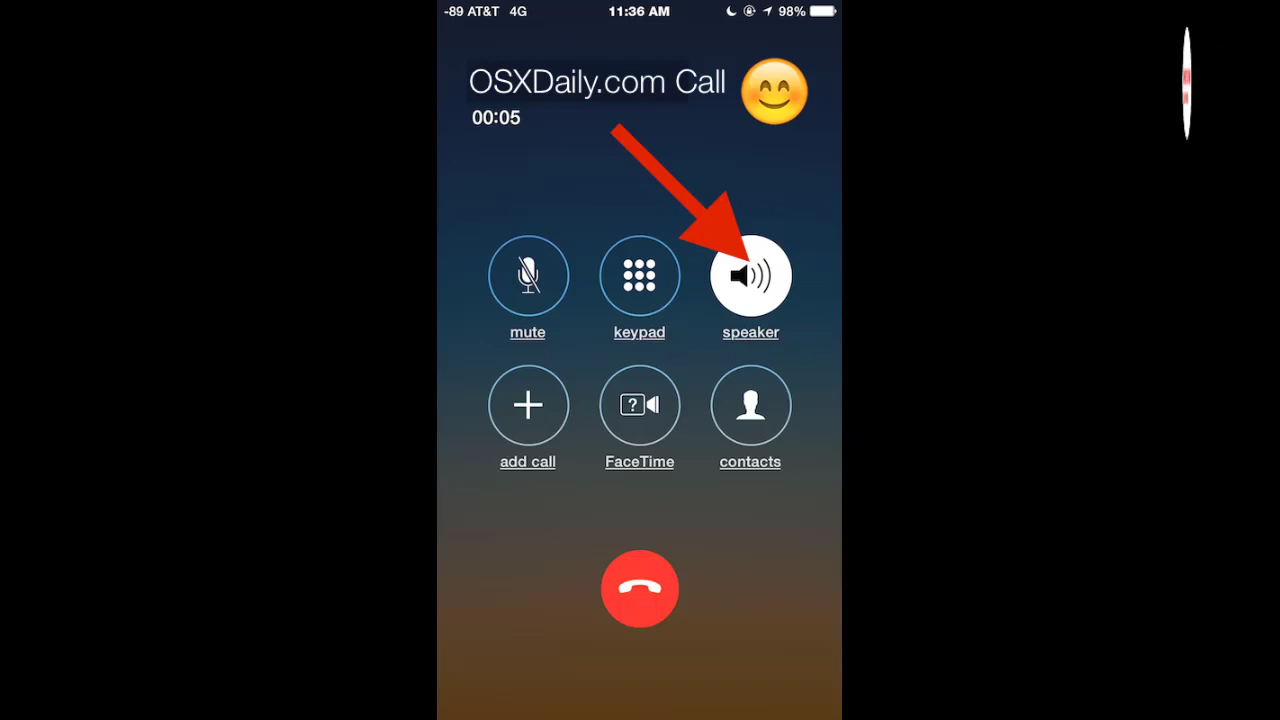 -89 AT&T 4G 11:36 AM 98%
OSXDaily.com Call
00:05
mute keypad speaker
?
add call FaceTime contacts